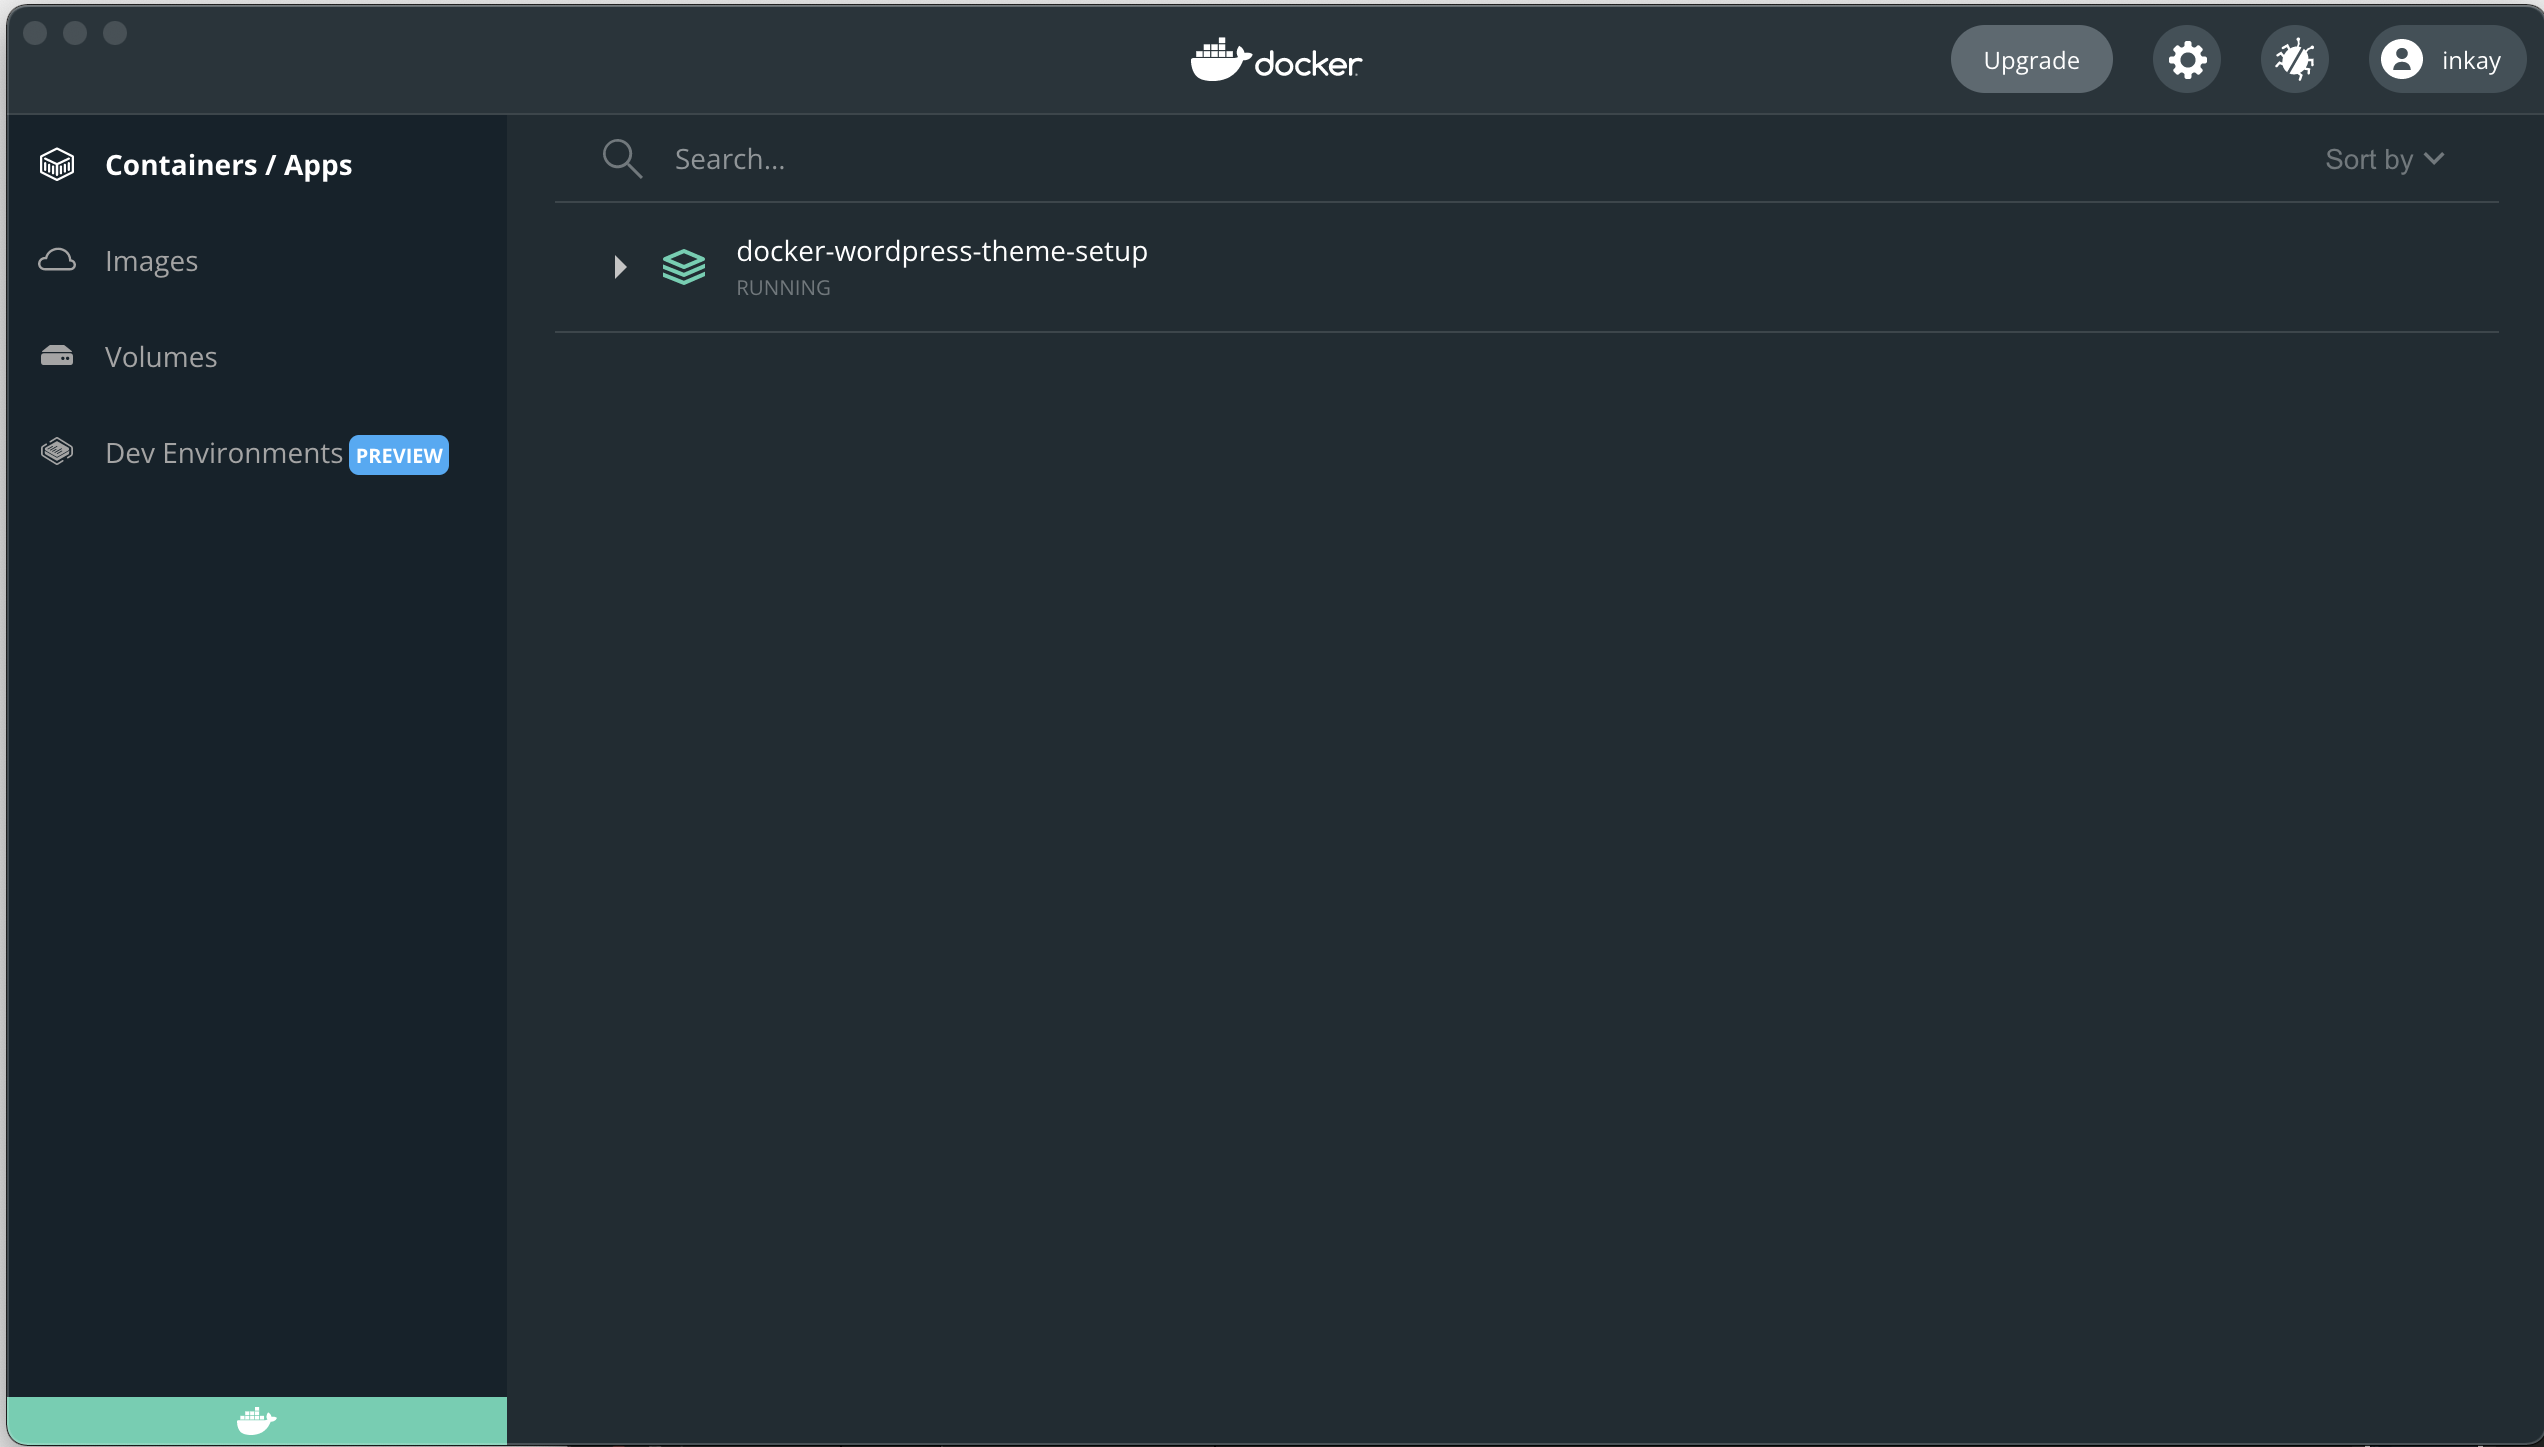 docker
Upgrade
inkay
Containers / Apps
Images
Volumes
Dev Environments PREVIEW
Search...
Sort by
docker-wordpress-theme-setup
RUNNING